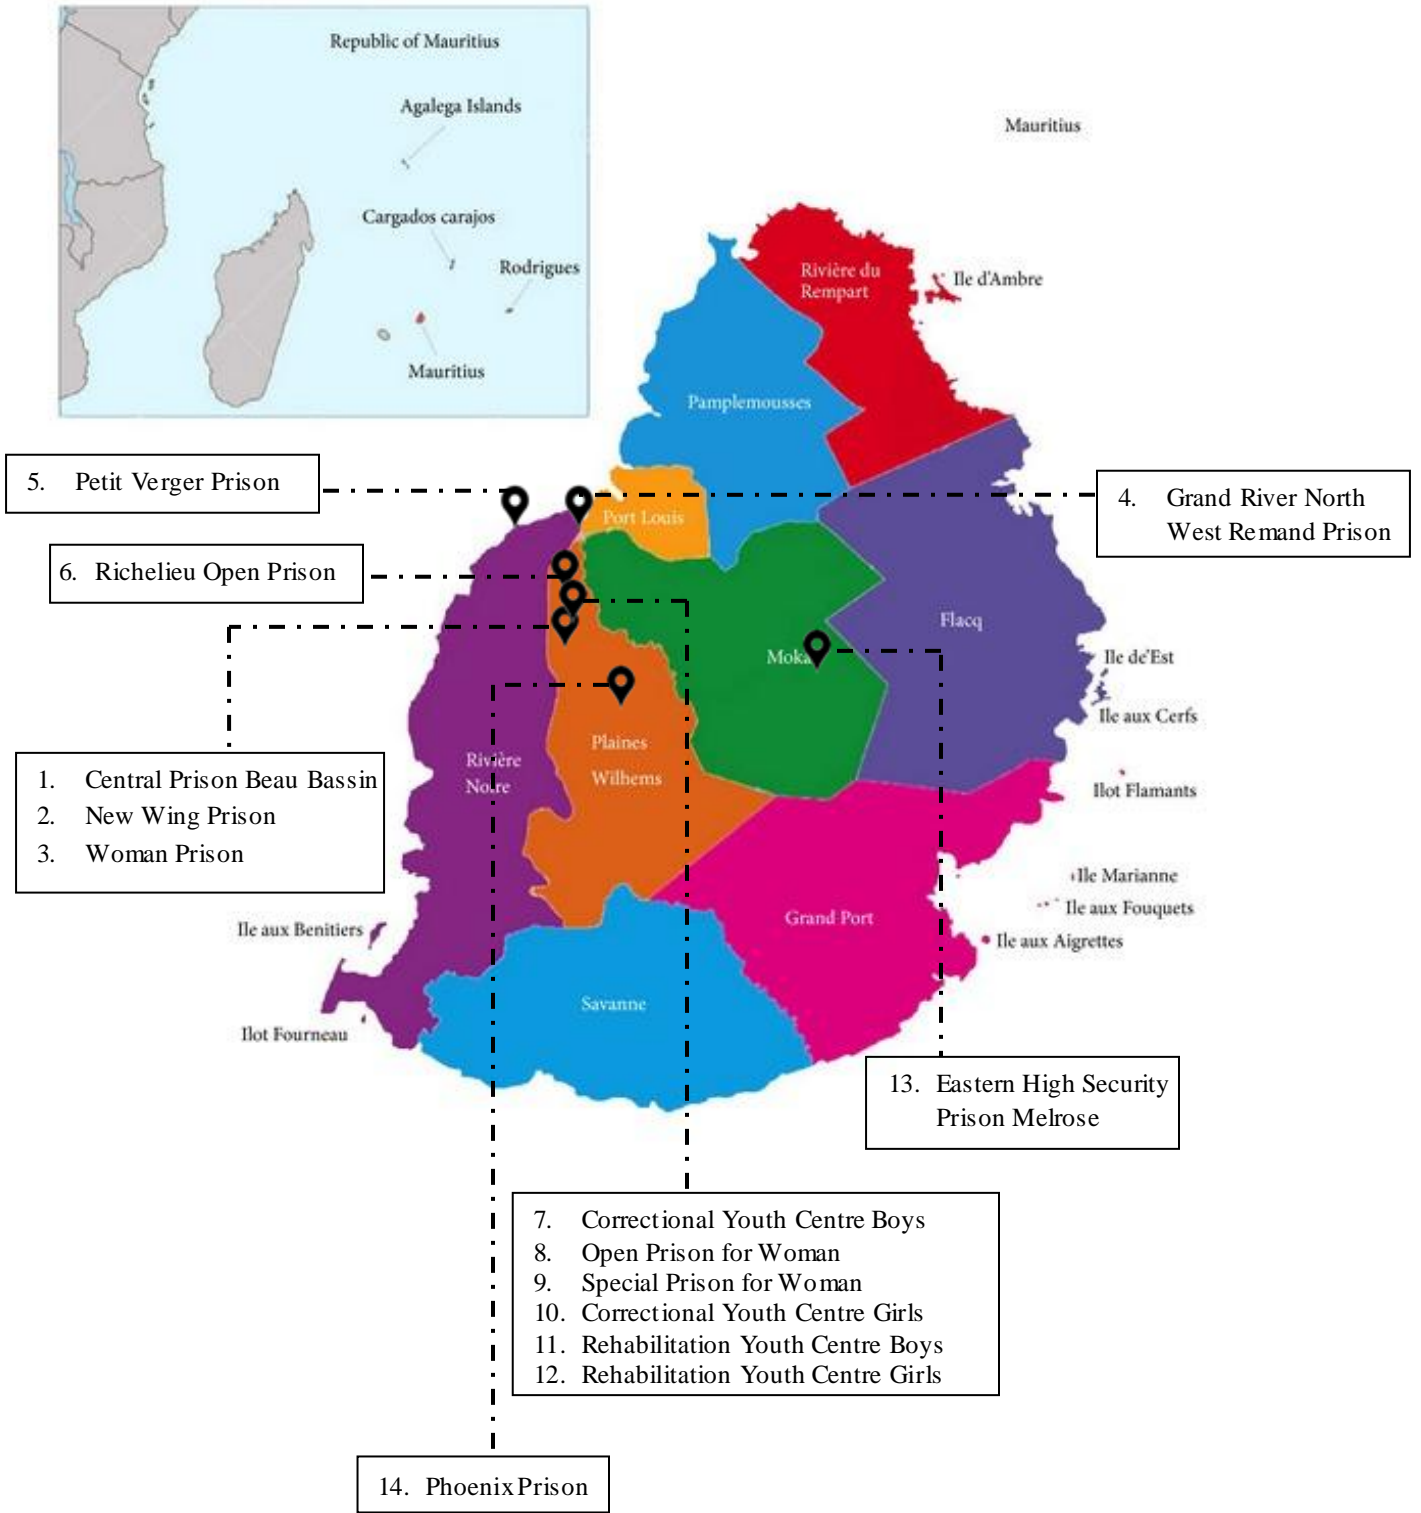 Republic of Mauritius
Agalega Islands
Cargados carajos
Rodrigues
Mauritius
Mauritius
Rivière du
Rempart
Ile d'Ambre
Pamplemousses
5. Petit Verger Prison
4. Grand River North
West Remand Prison
Port Louis
6. Richelieu Open Prison
Flacq
Moka
Ile de'Est
Ile aux Cerfs
Plaines
Wilhems
Rivière
Noire
1. Central Prison Beau Bassin
2. New Wing Prison
3. Woman Prison
Ilot Flamants
Ile Marianne
Ile aux Fouquets
Grand Port
Ile aux Benitiers
Ile aux Aigrettes
Savanne
Ilot Fourneau
13. Eastern High Security
Prison Melrose
7. Correctional Youth Centre Boys
8. Open Prison for Woman
9. Special Prison for Woman
10. Correctional Youth Centre Girls
11. Rehabilitation Youth Centre Boys
12. Rehabilitation Youth Centre Girls
14. Phoenix Prison